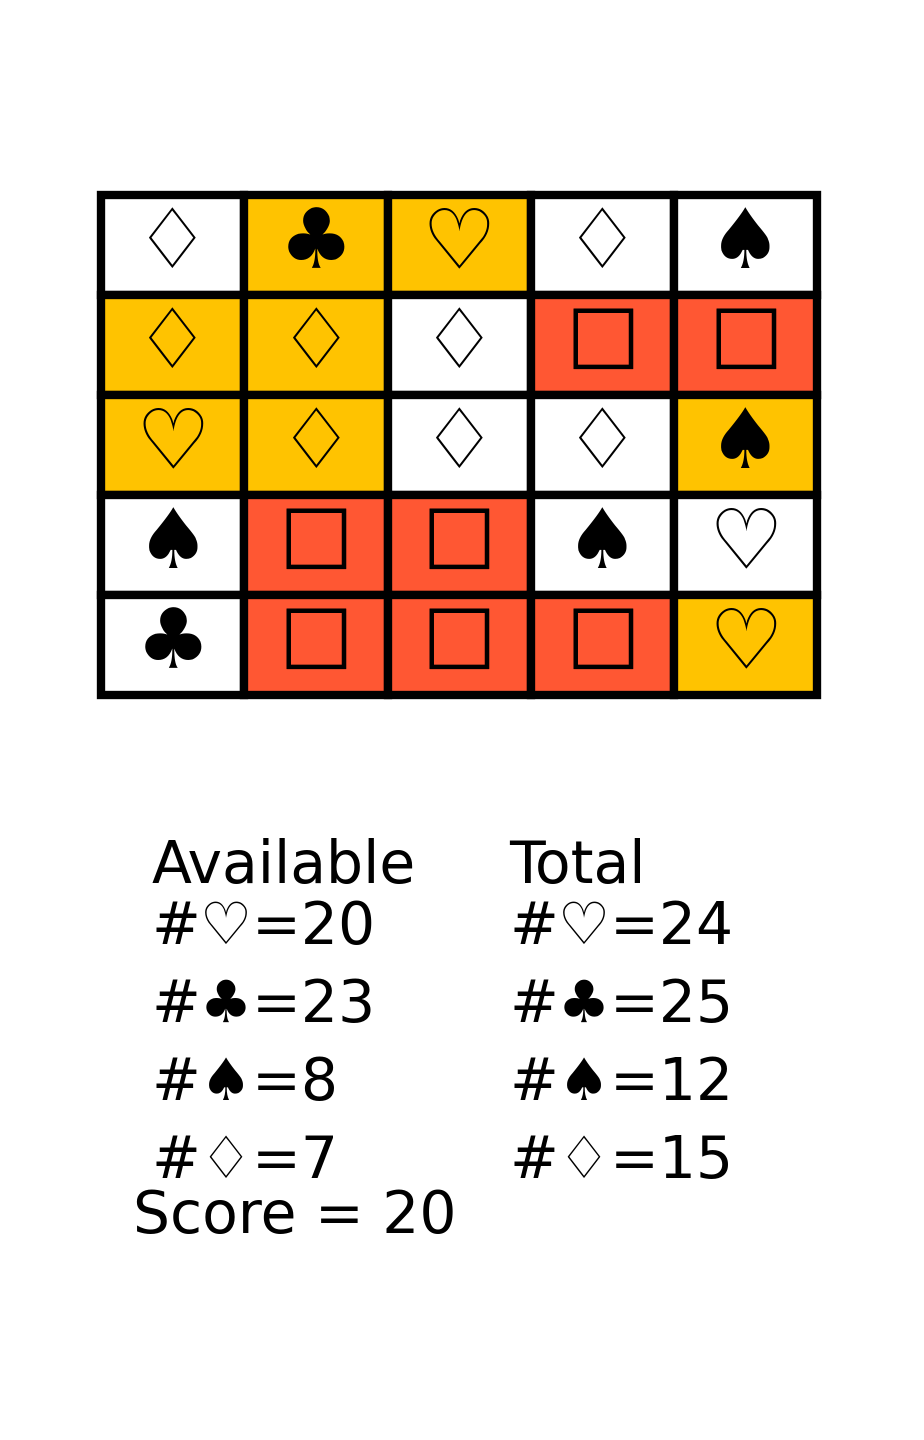 ♢ ♣ ♡ ♢ ♠
♢ ♢ ♢ □ □
♡ ♢ ♢ ♢ ♠
♠ □ □ ♠ ♡
♣ □ □ □ ♡
Available Total
#♡=20 #♡=24
#♣=23 #♣=25
#♠=8 #♠=12
#♢=7 #♢=15
Score = 20